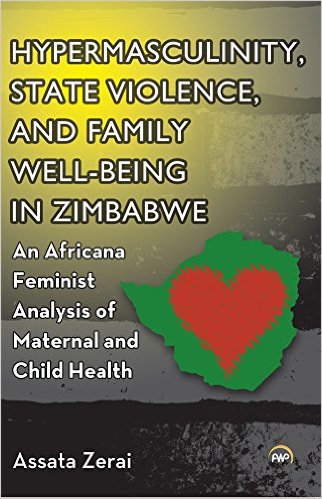 HYPERMASCULINITY,
STATE VIOLENCE,
AND FAMILY
WELL-BEING
IN ZIMBABWE
An Africana
Feminist
Analysis of
Maternal and
Child Health
Assata Zerai
AWP